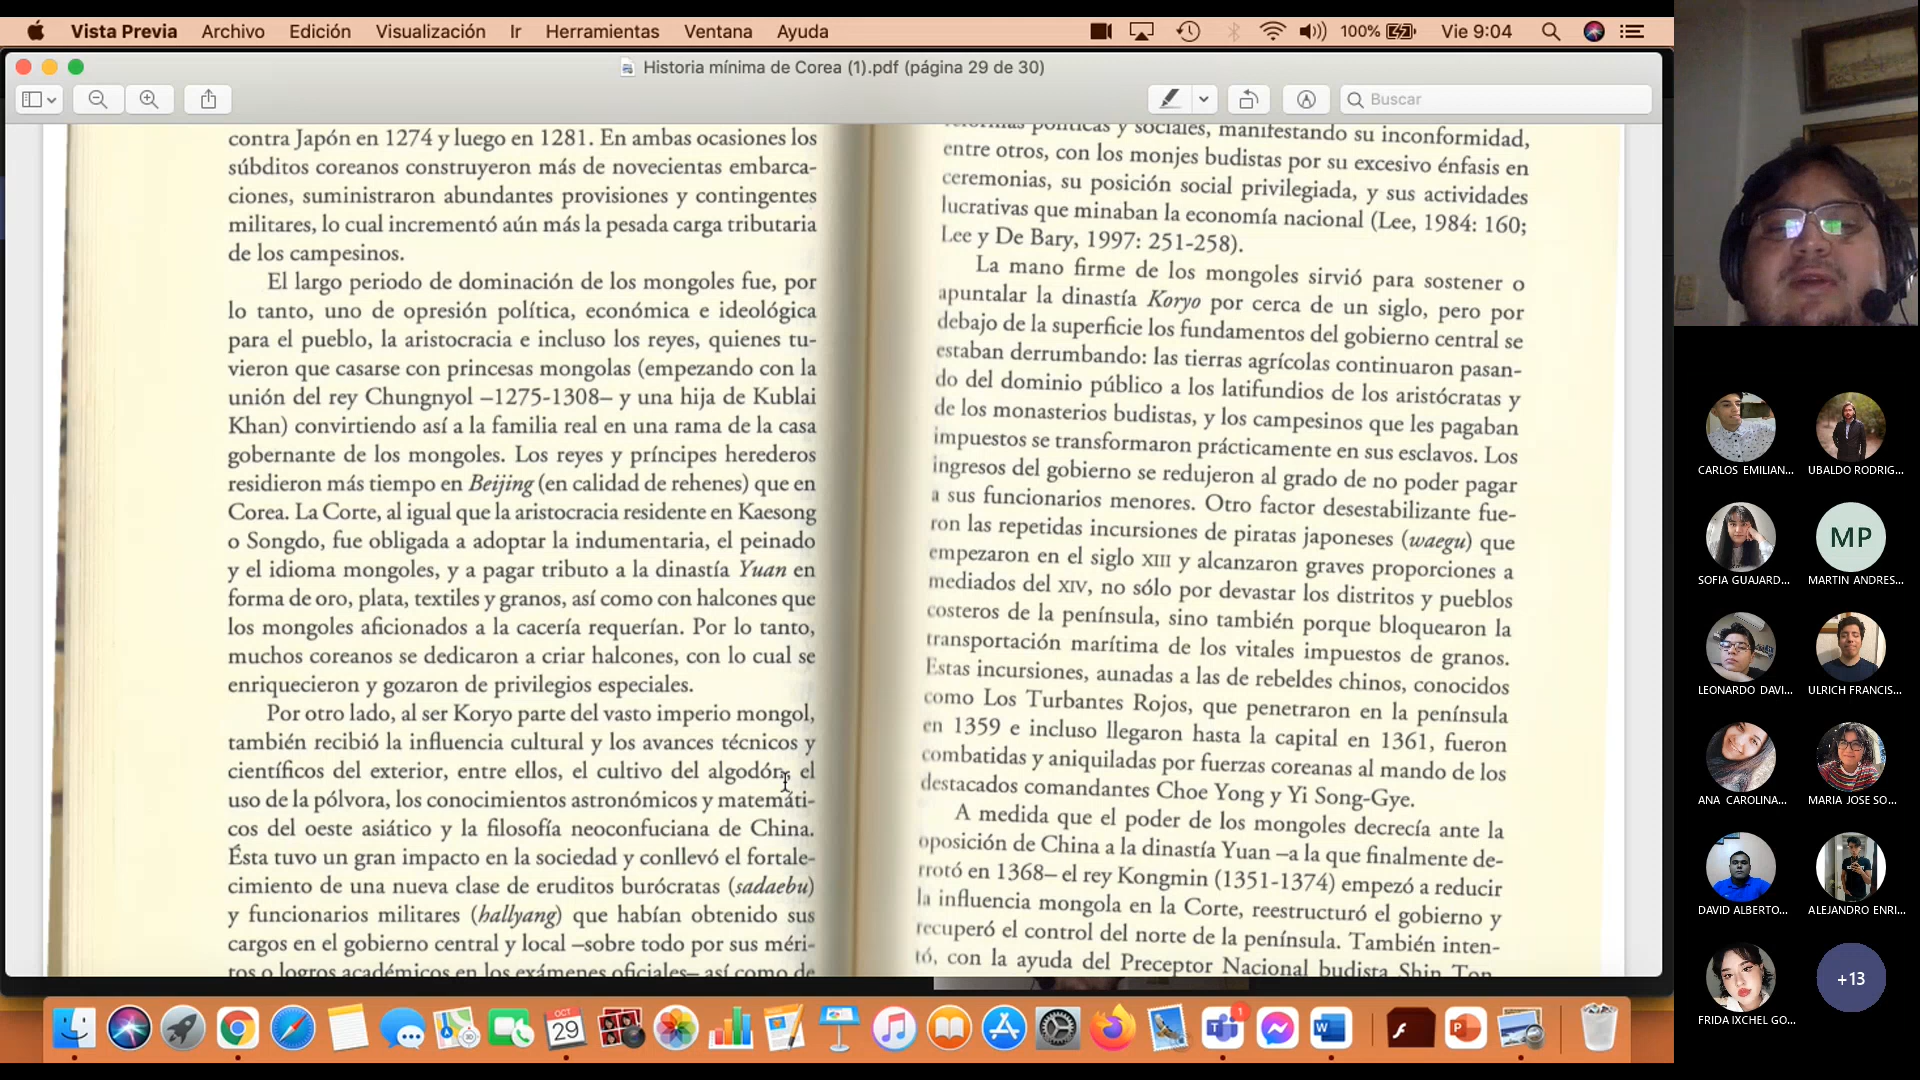 Vista Previa Archivo Edición Visualización Ir Herramientas Ventana Ayuda 100% Vie 9:04
Historia mínima de Corea (1).pdf (página 29 de 30)
Buscar
contra Japón en 1274 y luego en 1281. En ambas ocasiones los
súbditos coreanos construyeron más de novecientas embarca-
ciones, suministraron abundantes provisiones y contingentes
militares, lo cual incrementó aún más la pesada carga tributaria
de los campesinos.
El largo periodo de dominación de los mongoles fue, por
lo tanto, uno de opresión política, económica e ideológica
para el pueblo, la aristocracia e incluso los reyes, quienes tu-
vieron que casarse con princesas mongolas (empezando con la
unión del rey Chungnyol –1275-1308– y una hija de Kublai
Khan) convirtiendo así a la familia real en una rama de la casa
gobernante de los mongoles. Los reyes y príncipes herederos
residieron más tiempo en Beijing (en calidad de rehenes) que en
Corea. La Corte, al igual que la aristocracia residente en Kaesong
o Songdo, fue obligada a adoptar la indumentaria, el peinado
y el idioma mongoles, y a pagar tributo a la dinastía Yuan en
forma de oro, plata, textiles y granos, así como con halcones que
los mongoles aficionados a la cacería requerían. Por lo tanto,
muchos coreanos se dedicaron a criar halcones, con lo cual se
enriquecieron y gozaron de privilegios especiales.
Por otro lado, al ser Koryo parte del vasto imperio mongol,
también recibió la influencia cultural y los avances técnicos y
científicos del exterior, entre ellos, el cultivo del algodón, el
uso de la pólvora, los conocimientos astronómicos y matemáti-
cos del oeste asiático y la filosofía neoconfuciana de China.
Ésta tuvo un gran impacto en la sociedad y conllevó el fortale-
cimiento de una nueva clase de eruditos burócratas (sadaebu)
y funcionarios militares (hallyang) que habían obtenido sus
cargos en el gobierno central y local –sobre todo por sus méri-
tos o logros académicos en los exámenes oficiales– así como de
reformas políticas y sociales, manifestando su inconformidad,
entre otros, con los monjes budistas por su excesivo énfasis en
ceremonias, su posición social privilegiada, y sus actividades
lucrativas que minaban la economía nacional (Lee, 1984: 160;
Lee y De Bary, 1997: 251-258).
La mano firme de los mongoles sirvió para sostener o
apuntalar la dinastía Koryo por cerca de un siglo, pero por
debajo de la superficie los fundamentos del gobierno central se
estaban derrumbando: las tierras agrícolas continuaron pasan-
do del dominio público a los latifundios de los aristócratas y
de los monasterios budistas, y los campesinos que les pagaban
impuestos se transformaron prácticamente en sus esclavos. Los
ingresos del gobierno se redujeron al grado de no poder pagar
a sus funcionarios menores. Otro factor desestabilizante fue-
ron las repetidas incursiones de piratas japoneses (waegu) que
empezaron en el siglo XIII y alcanzaron graves proporciones a
mediados del XIV, no sólo por devastar los distritos y pueblos
costeros de la península, sino también porque bloquearon la
transportación marítima de los vitales impuestos de granos.
Estas incursiones, aunadas a las de rebeldes chinos, conocidos
como Los Turbantes Rojos, que penetraron en la península
en 1359 e incluso llegaron hasta la capital en 1361, fueron
combatidas y aniquiladas por fuerzas coreanas al mando de los
destacados comandantes Choe Yong y Yi Song-Gye.
A medida que el poder de los mongoles decrecía ante la
oposición de China a la dinastía Yuan –a la que finalmente de-
rrotó en 1368– el rey Kongmin (1351-1374) empezó a reducir
la influencia mongola en la Corte, reestructuró el gobierno y
recuperó el control del norte de la península. También inten-
tó, con la ayuda del Preceptor Nacional budista Shin Ton
CARLOS EMILIAN...
UBALDO RODRIG...
SOFIA GUAJARD...
MP
MARTIN ANDRES...
LEONARDO DAVI...
ULRICH FRANCIS...
ANA CAROLINA...
MARIA JOSE SO...
DAVID ALBERTO...
ALEJANDRO ENRI...
FRIDA IXCHEL GO...
+13
OCT
29
1